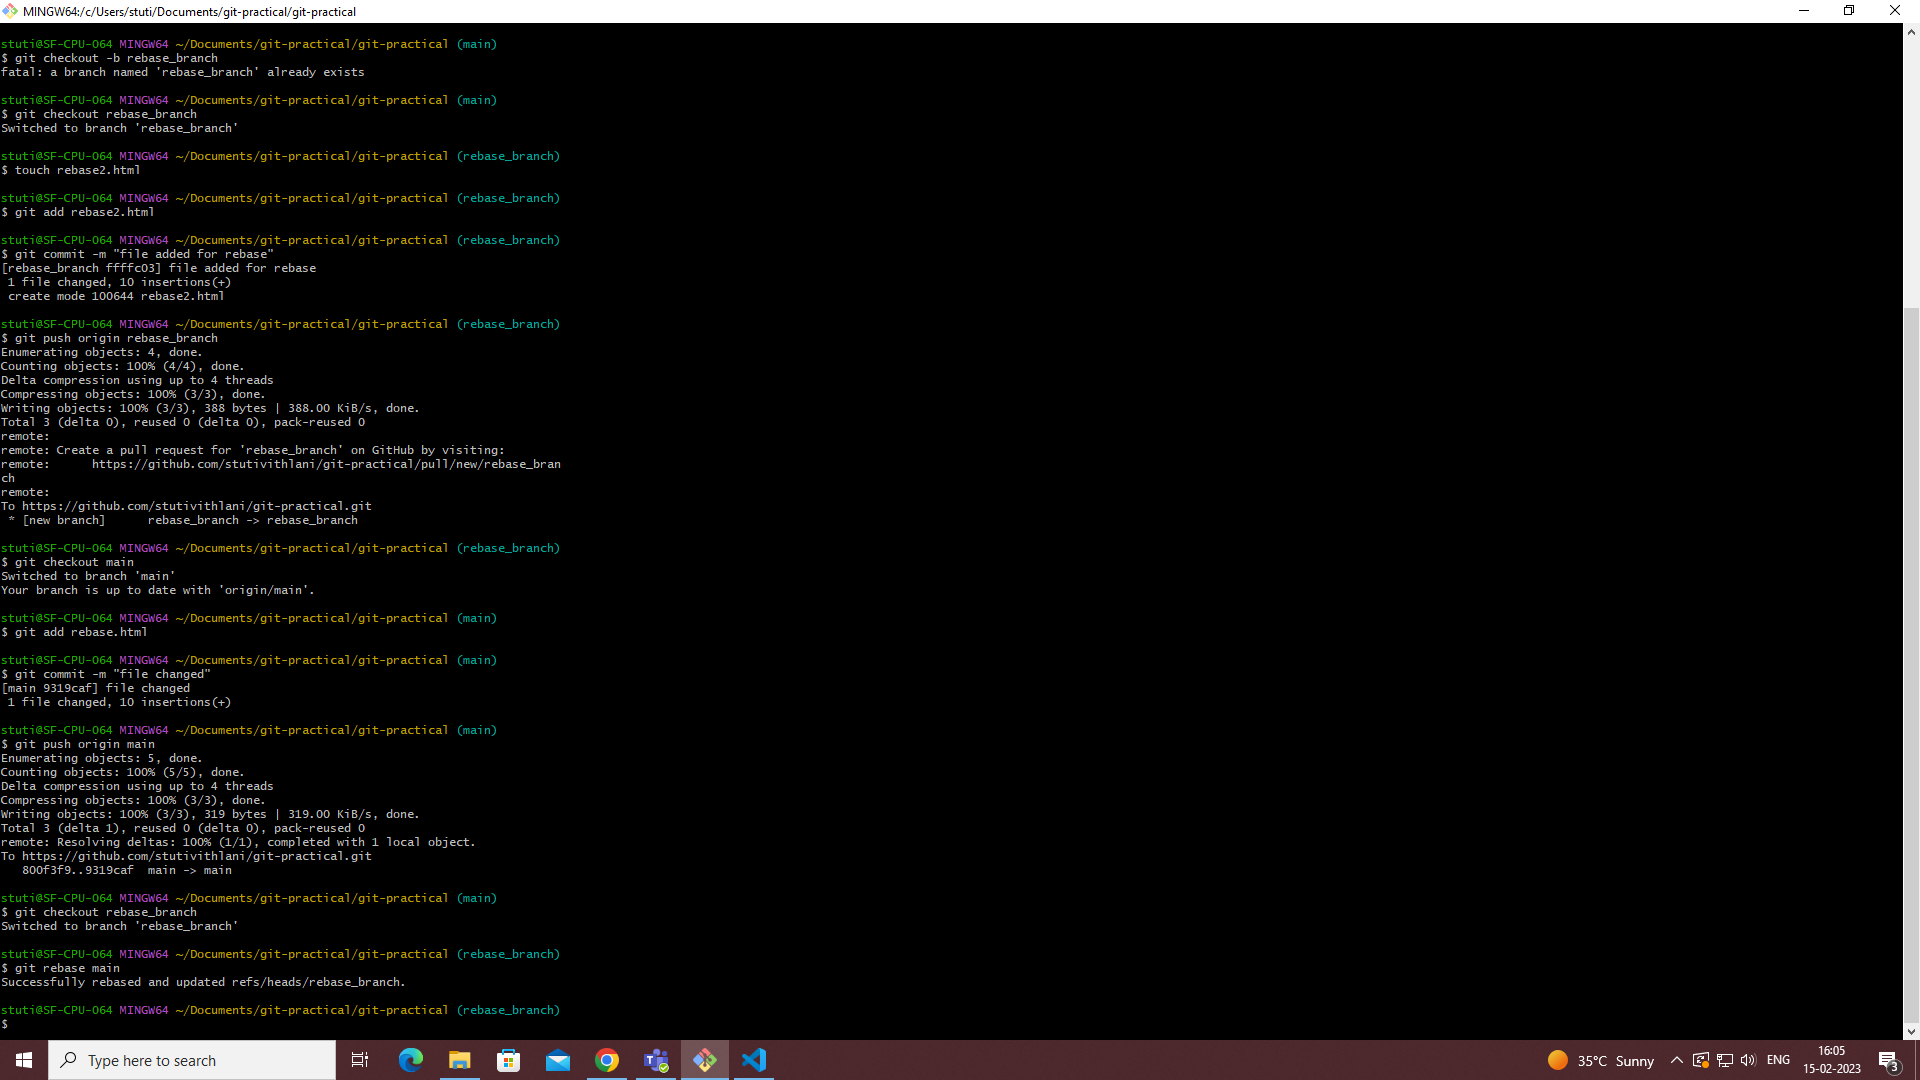 MINGW64:/c/Users/stuti/Documents/git-practical/git-practical
stuti@SF-CPU-064 MINGW64 ~/Documents/git-practical/git-practical (main)
$ git checkout -b rebase_branch
fatal: a branch named 'rebase_branch' already exists
stuti@SF-CPU-064 MINGW64 ~/Documents/git-practical/git-practical (main)
$ git checkout rebase_branch
Switched to branch 'rebase_branch'
stuti@SF-CPU-064 MINGW64 ~/Documents/git-practical/git-practical (rebase_branch)
$ touch rebase2.html
stuti@SF-CPU-064 MINGW64 ~/Documents/git-practical/git-practical (rebase_branch)
$ git add rebase2.html
stuti@SF-CPU-064 MINGW64 ~/Documents/git-practical/git-practical (rebase_branch)
$ git commit -m "file added for rebase"
[rebase_branch ffffc03] file added for rebase
 1 file changed, 10 insertions(+)
 create mode 100644 rebase2.html
stuti@SF-CPU-064 MINGW64 ~/Documents/git-practical/git-practical (rebase_branch)
$ git push origin rebase_branch
Enumerating objects: 4, done.
Counting objects: 100% (4/4), done.
Delta compression using up to 4 threads
Compressing objects: 100% (3/3), done.
Writing objects: 100% (3/3), 388 bytes | 388.00 KiB/s, done.
Total 3 (delta 0), reused 0 (delta 0), pack-reused 0
remote:
remote: Create a pull request for 'rebase_branch' on GitHub by visiting:
remote:      https://github.com/stutivithlani/git-practical/pull/new/rebase_bran
ch
remote:
To https://github.com/stutivithlani/git-practical.git
 * [new branch]      rebase_branch -> rebase_branch
stuti@SF-CPU-064 MINGW64 ~/Documents/git-practical/git-practical (rebase_branch)
$ git checkout main
Switched to branch 'main'
Your branch is up to date with 'origin/main'.
stuti@SF-CPU-064 MINGW64 ~/Documents/git-practical/git-practical (main)
$ git add rebase.html
stuti@SF-CPU-064 MINGW64 ~/Documents/git-practical/git-practical (main)
$ git commit -m "file changed"
[main 9319caf] file changed
 1 file changed, 10 insertions(+)
stuti@SF-CPU-064 MINGW64 ~/Documents/git-practical/git-practical (main)
$ git push origin main
Enumerating objects: 5, done.
Counting objects: 100% (5/5), done.
Delta compression using up to 4 threads
Compressing objects: 100% (3/3), done.
Writing objects: 100% (3/3), 319 bytes | 319.00 KiB/s, done.
Total 3 (delta 1), reused 0 (delta 0), pack-reused 0
remote: Resolving deltas: 100% (1/1), completed with 1 local object.
To https://github.com/stutivithlani/git-practical.git
   800f3f9..9319caf  main -> main
stuti@SF-CPU-064 MINGW64 ~/Documents/git-practical/git-practical (main)
$ git checkout rebase_branch
Switched to branch 'rebase_branch'
stuti@SF-CPU-064 MINGW64 ~/Documents/git-practical/git-practical (rebase_branch)
$ git rebase main
Successfully rebased and updated refs/heads/rebase_branch.
stuti@SF-CPU-064 MINGW64 ~/Documents/git-practical/git-practical (rebase_branch)
$
Type here to search
35°C Sunny
ENG
16:05
15-02-2023
3